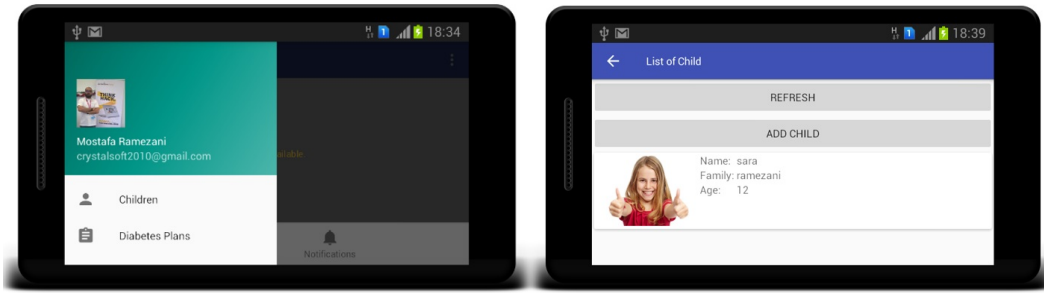 18:34
Mostafa Ramezani
crystalsoft2010@gmail.com
ailable
Children
Diabetes Plans
Notifications
18:39
List of Child
REFRESH
ADD CHILD
Name: sara
Family: ramezani
Age: 12